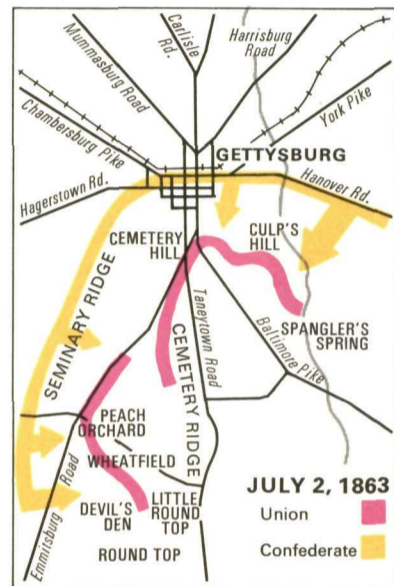 Carlisle
Rd.
Harrisburg
Road
Mummasburg Road
Chambersburg Pike
York Pike
GETTYSBURG
Hagerstown Rd.
Hanover Rd.
CEMETERY
HILL
CULP'S
HILL
SEMINARY RIDGE
CEMETERY RIDGE
Taneytown Road
Baltimore Pike
SPANGLER'S
SPRING
PEACH
ORCHARD
WHEATFIELD
Emmitsburg Road
DEVIL'S
DEN
LITTLE
ROUND
TOP
ROUND TOP
JULY 2, 1863
Union
Confederate